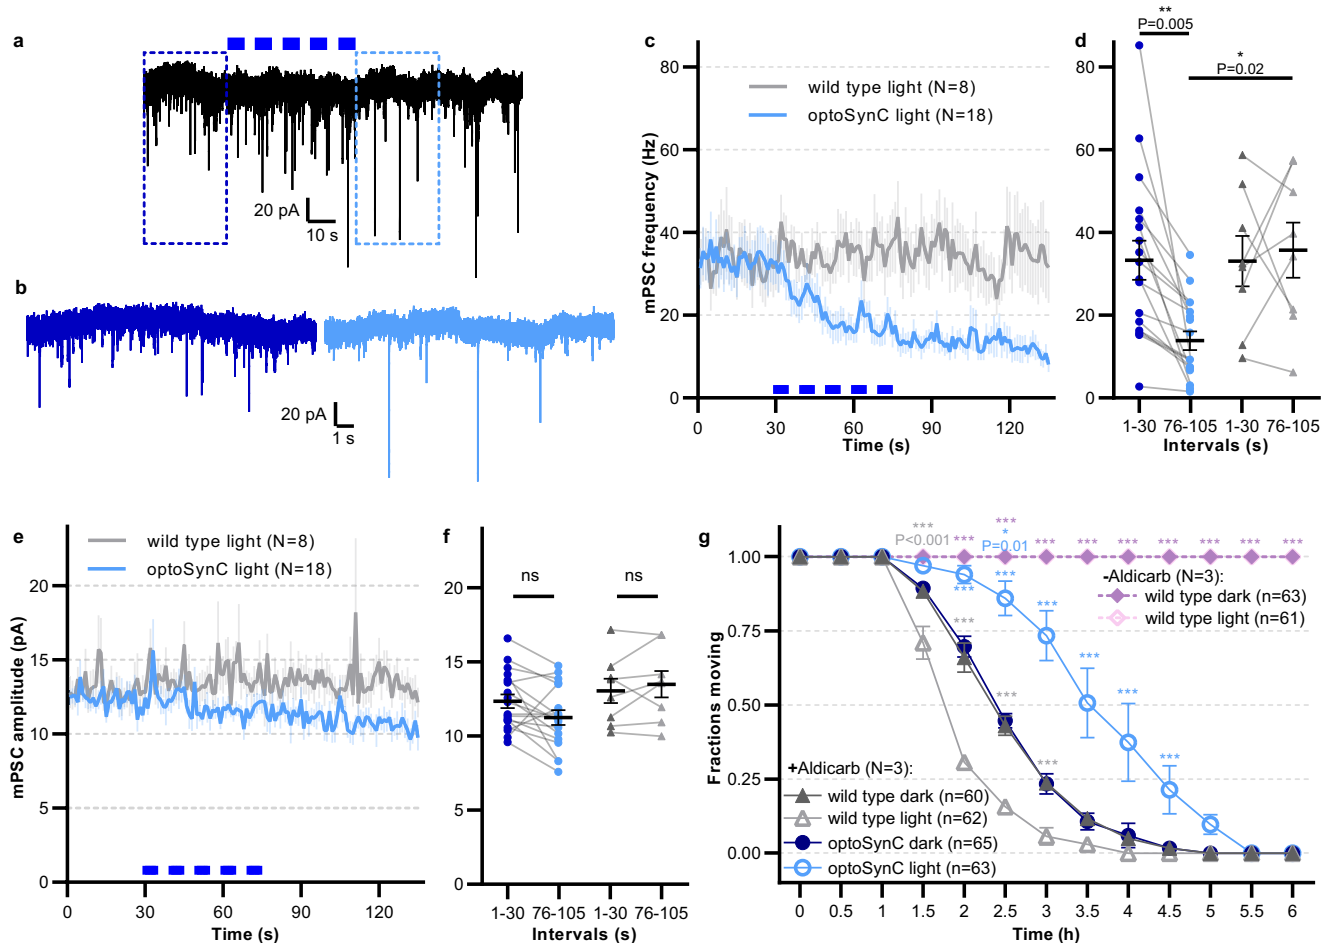 a
20 pA
10 s
b
20 pA
1 s
c
wild type light (N=8)
optoSynC light (N=18)
mPSC frequency (Hz)
80
60
40
20
0
0 30 60 90 120
Time (s)
d
**
P=0.005
*
P=0.02
80
60
40
20
0
1-30 76-105 1-30 76-105
Intervals (s)
e
wild type light (N=8)
optoSynC light (N=18)
mPSC amplitude (pA)
20
15
10
5
0
0 30 60 90 120
Time (s)
f
ns ns
20
15
10
5
0
1-30 76-105 1-30 76-105
Intervals (s)
g
*** *** *** *** *** *** *** *** *** ***
P<0.001
*
P=0.01
*** *** *** *** *** ***
*** *** ***
***
-Aldicarb (N=3):
wild type dark (n=63)
wild type light (n=61)
Fractions moving
1.00
0.75
0.50
0.25
0.00
+Aldicarb (N=3):
wild type dark (n=60)
wild type light (n=62)
optoSynC dark (n=65)
optoSynC light (n=63)
0 0.5 1 1.5 2 2.5 3 3.5 4 4.5 5 5.5 6
Time (h)